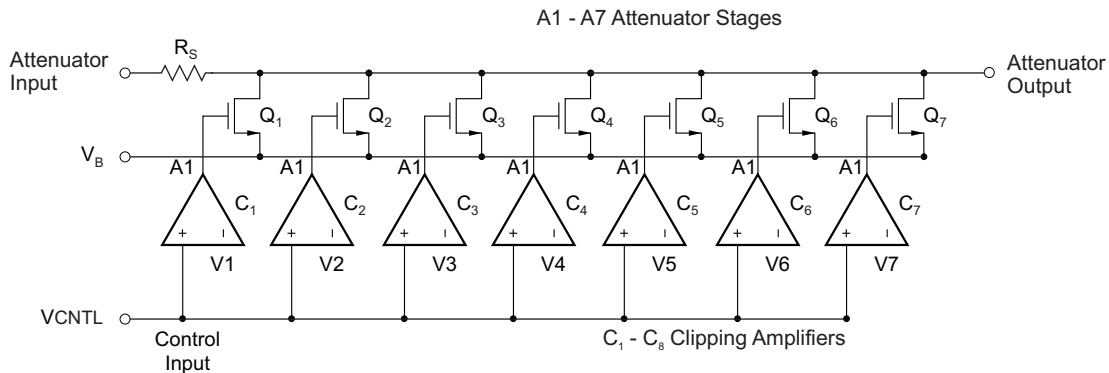 A1 - A7 Attenuator Stages
Attenuator
Input
R_S
Attenuator
Output
Q_1
Q_2
Q_3
Q_4
Q_5
Q_6
Q_7
V_B
A1
A1
A1
A1
A1
A1
A1
C_1
C_2
C_3
C_4
C_5
C_6
C_7
+ -
+ -
+ -
+ -
+ -
+ -
+ -
V1
V2
V3
V4
V5
V6
V7
VCNTL
Control
Input
C_1 - C_8 Clipping Amplifiers